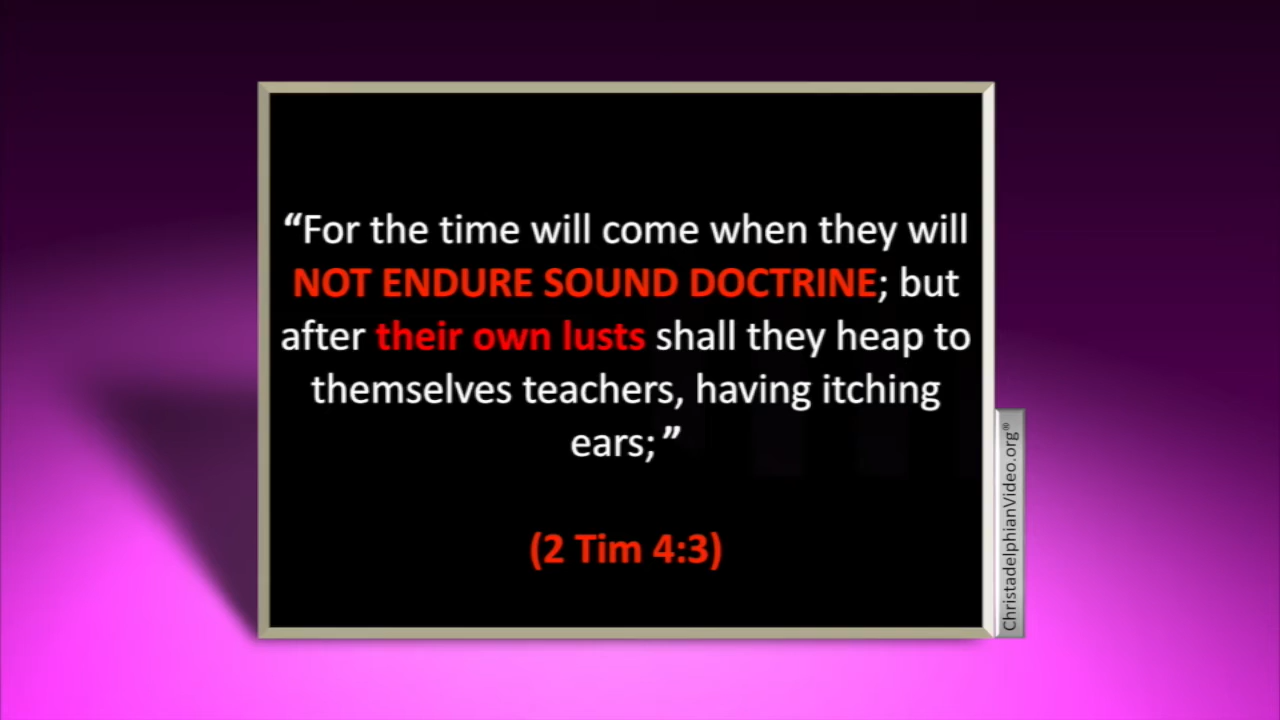 “For the time will come when they will
NOT ENDURE SOUND DOCTRINE; but
after their own lusts shall they heap to
themselves teachers, having itching
ears;”
(2 Tim 4:3)
ChristadelphianVideo.org®